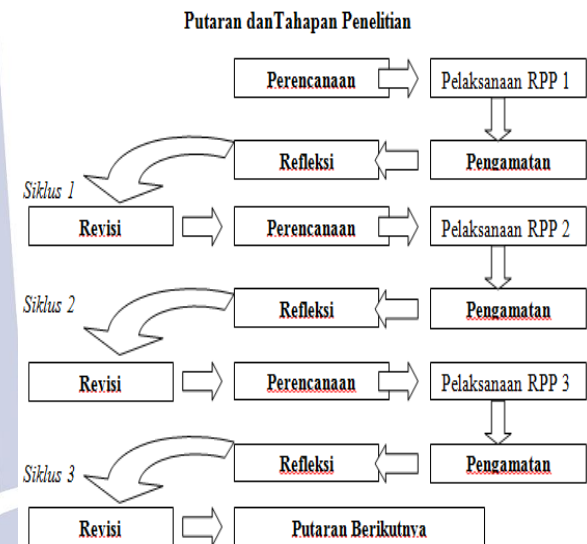 Putaran danTahapan Penelitian
Perencanaan
Pelaksanaan RPP 1
Refleksi
Pengamatan
Siklus 1
Revisi
Perencanaan
Pelaksanaan RPP 2
Siklus 2
Refleksi
Pengamatan
Revisi
Perencanaan
Pelaksanaan RPP 3
Siklus 3
Refleksi
Pengamatan
Revisi
Putaran Berikutnya